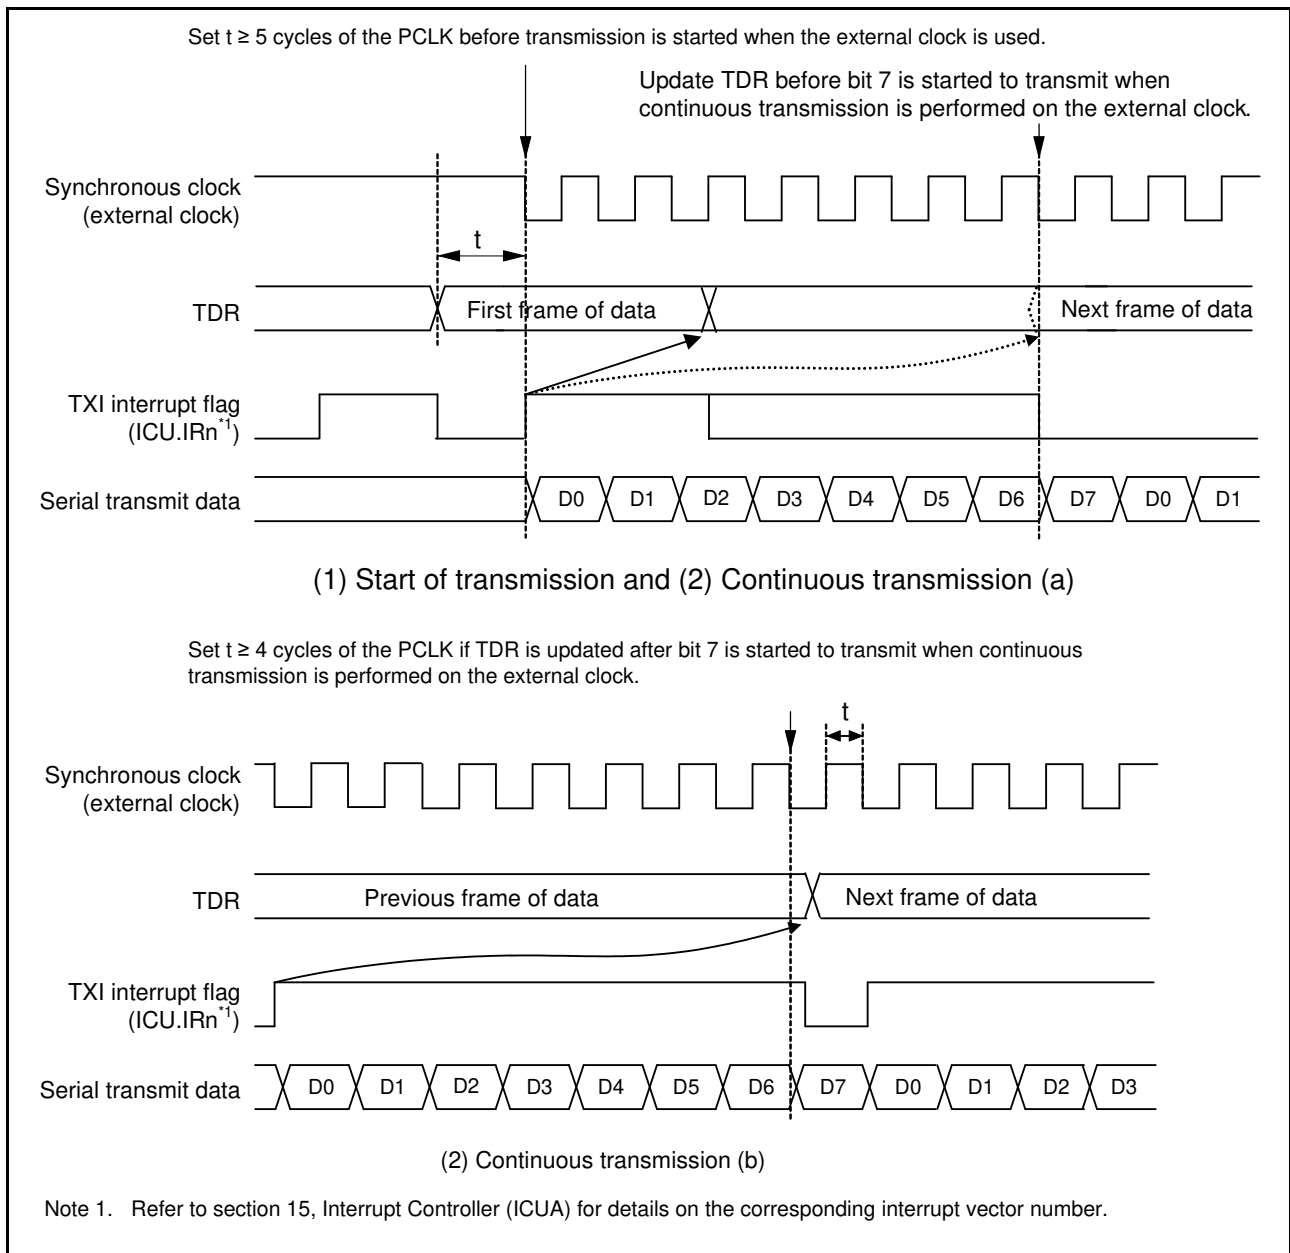 Set t ≥ 5 cycles of the PCLK before transmission is started when the external clock is used.
Update TDR before bit 7 is started to transmit when
continuous transmission is performed on the external clock.
Synchronous clock
(external clock)
t
TDR
First frame of data
Next frame of data
TXI interrupt flag
(ICU.IRn*1)
Serial transmit data
D0 D1 D2 D3 D4 D5 D6 D7 D0 D1
(1) Start of transmission and (2) Continuous transmission (a)
Set t ≥ 4 cycles of the PCLK if TDR is updated after bit 7 is started to transmit when continuous
transmission is performed on the external clock.
t
Synchronous clock
(external clock)
TDR
Previous frame of data
Next frame of data
TXI interrupt flag
(ICU.IRn*1)
Serial transmit data
D0 D1 D2 D3 D4 D5 D6 D7 D0 D1 D2 D3
(2) Continuous transmission (b)
Note 1. Refer to section 15, Interrupt Controller (ICUA) for details on the corresponding interrupt vector number.